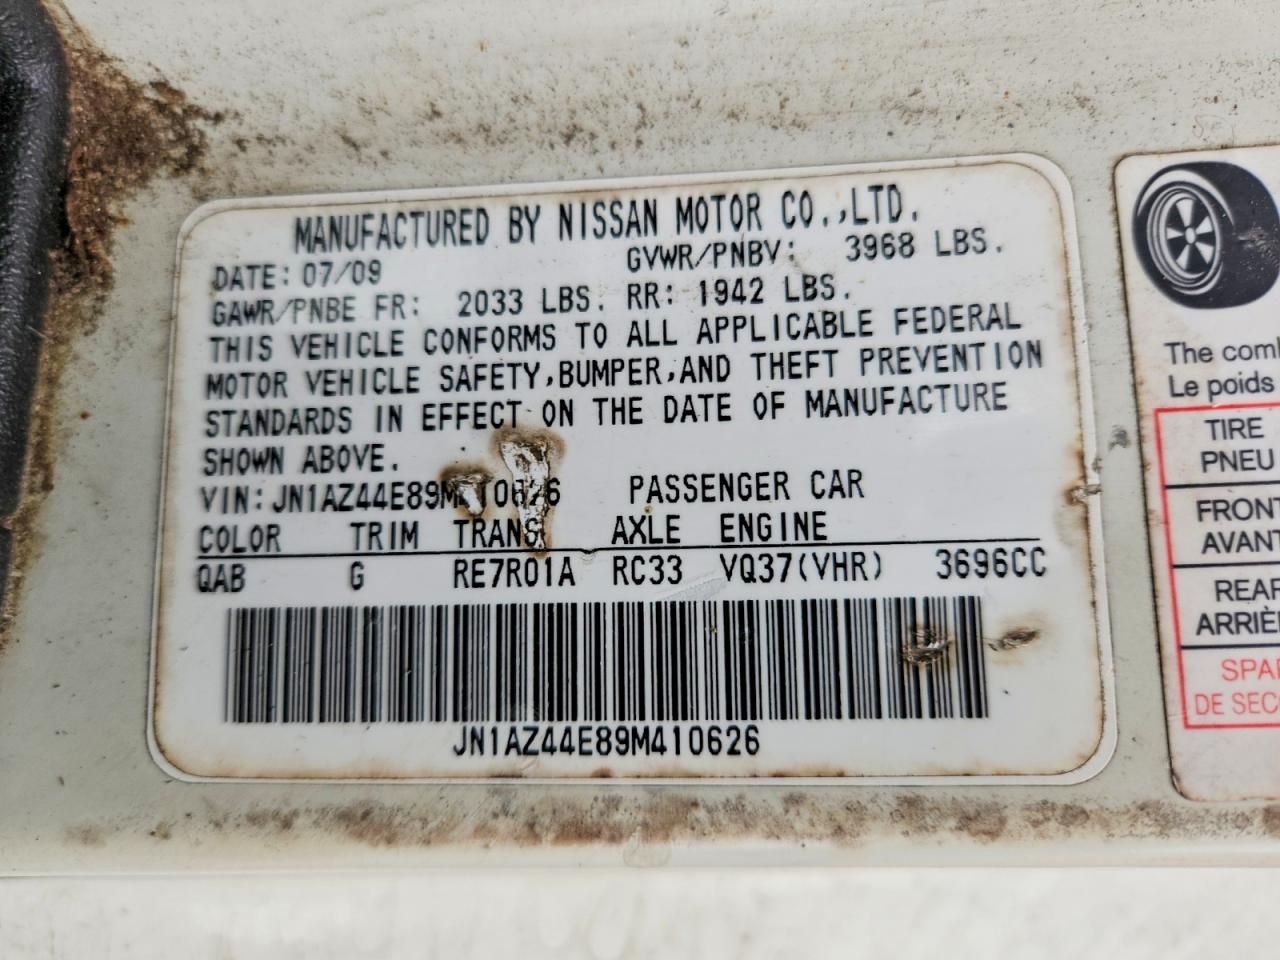 MANUFACTURED BY NISSAN MOTOR CO.,LTD.
DATE: 07/09 GVWR/PNBV: 3968 LBS.
GAWR/PNBE FR: 2033 LBS. RR: 1942 LBS.
THIS VEHICLE CONFORMS TO ALL APPLICABLE FEDERAL
MOTOR VEHICLE SAFETY,BUMPER,AND THEFT PREVENTION
STANDARDS IN EFFECT ON THE DATE OF MANUFACTURE
SHOWN ABOVE.
VIN: JN1AZ44E89M410626 PASSENGER CAR
COLOR TRIM TRANS AXLE ENGINE
QAB G RE7R01A RC33 VQ37(VHR) 3696CC
JN1AZ44E89M410626
The
Le poids
TIRE
PNEU
FRONT
AVANT
REAR